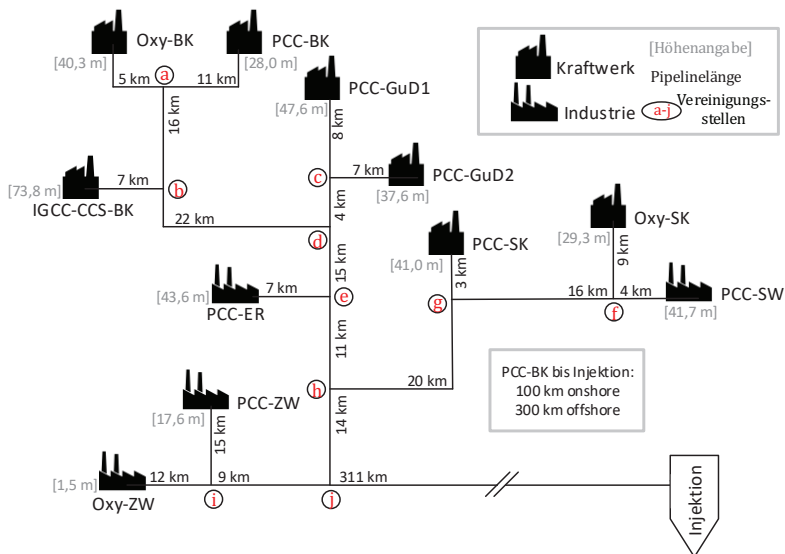 Oxy-BK
PCC-BK
[40,3 m]
5 km
a
11 km
[28,0 m]
PCC-GuD1
[47,6 m]
16 km
8 km
[Höhenangabe]
Kraftwerk
Pipelinelänge
Industrie
a-j
Vereinigungs-
stellen
7 km
b
c
7 km
PCC-GuD2
[73,8 m]
[37,6 m]
IGCC-CCS-BK
4 km
22 km
d
Oxy-SK
[29,3 m]
PCC-SK
[41,0 m]
15 km
3 km
9 km
[43,6 m]
7 km
e
PCC-ER
g
16 km
4 km
PCC-SW
f
[41,7 m]
11 km
PCC-BK bis Injektion:
100 km onshore
300 km offshore
h
20 km
PCC-ZW
[17,6 m]
15 km
14 km
[1,5 m]
12 km
9 km
311 km
Oxy-ZW
i
j
Injektion